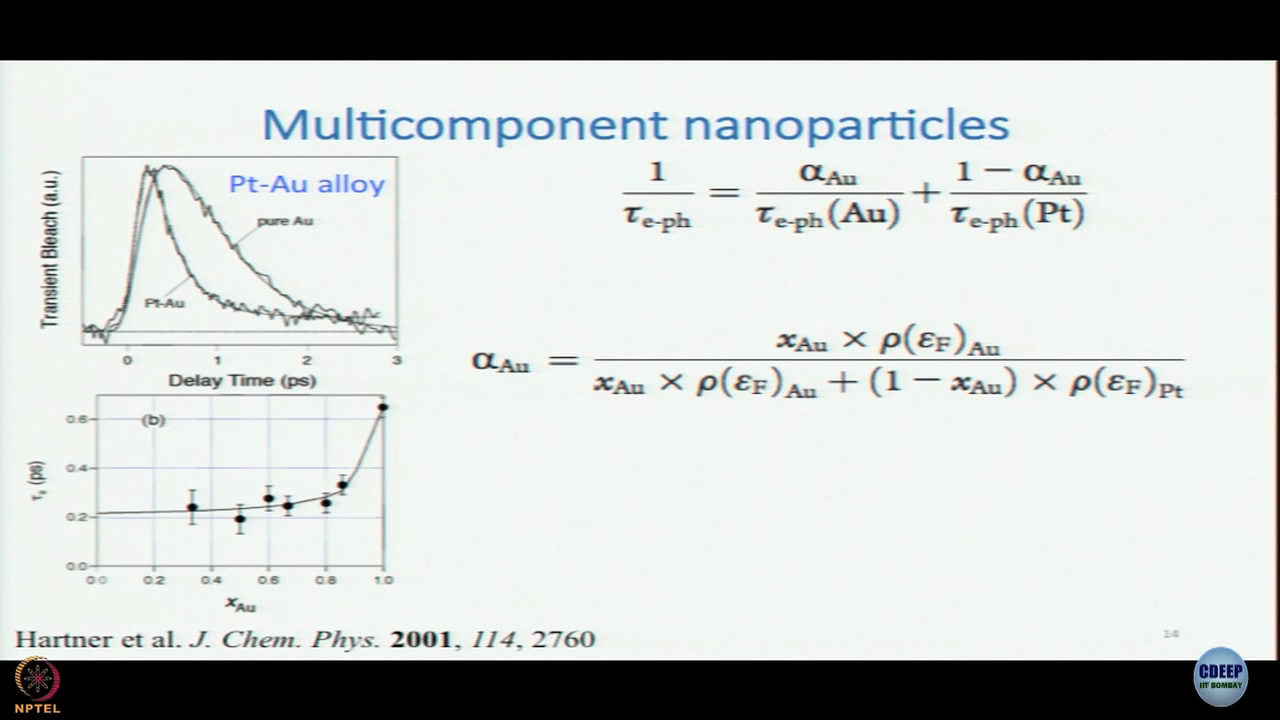 Multicomponent nanoparticles
Transient Bleach (a.u.)
Pt-Au alloy
pure Au
Pt-Au
0 1 2 3
Delay Time (ps)
(b)
τs (ps)
0.6
0.4
0.2
0.0
0.0 0.2 0.4 0.6 0.8 1.0
xAu
1/τe-ph = αAu/τe-ph(Au) + 1 − αAu/τe-ph(Pt)
αAu = xAu × ρ(εF)Au / xAu × ρ(εF)Au + (1 − xAu) × ρ(εF)Pt
Hartner et al. J. Chem. Phys. 2001, 114, 2760
14
NPTEL
CDEEP
IIT BOMBAY